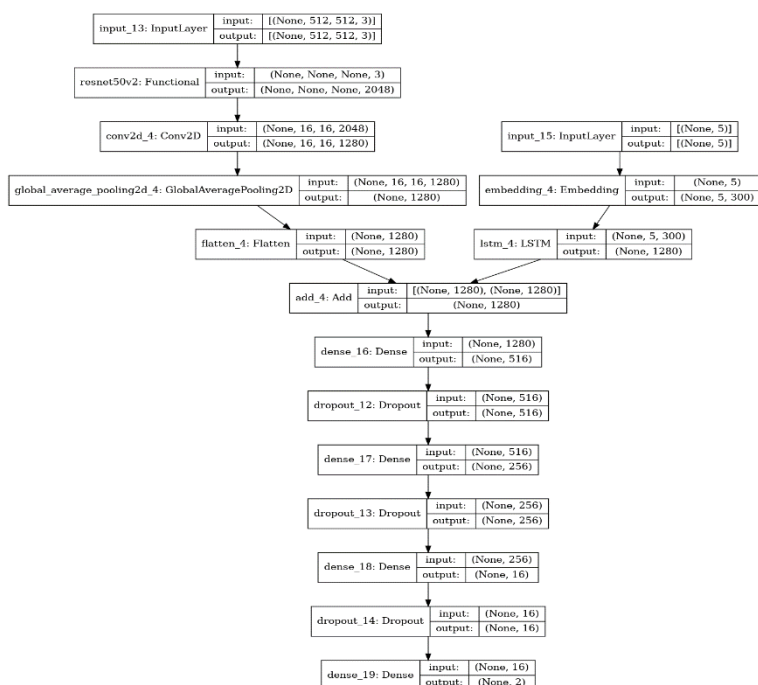 input_13: InputLayer input: [(None, 512, 512, 3)]
output: [(None, 512, 512, 3)]
resnet50v2: Functional input: (None, None, None, 3)
output: (None, None, None, 2048)
conv2d_4: Conv2D input: (None, 16, 16, 2048)
output: (None, 16, 16, 1280)
input_15: InputLayer input: [(None, 5)]
output: [(None, 5)]
global_average_pooling2d_4: GlobalAveragePooling2D input: (None, 16, 16, 1280)
output: (None, 1280)
embedding_4: Embedding input: (None, 5)
output: (None, 5, 300)
flatten_4: Flatten input: (None, 1280)
output: (None, 1280)
lstm_4: LSTM input: (None, 5, 300)
output: (None, 1280)
add_4: Add input: [(None, 1280), (None, 1280)]
output: (None, 1280)
dense_16: Dense input: (None, 1280)
output: (None, 516)
dropout_12: Dropout input: (None, 516)
output: (None, 516)
dense_17: Dense input: (None, 516)
output: (None, 256)
dropout_13: Dropout input: (None, 256)
output: (None, 256)
dense_18: Dense input: (None, 256)
output: (None, 16)
dropout_14: Dropout input: (None, 16)
output: (None, 16)
dense_19: Dense input: (None, 16)
output: (None, 2)